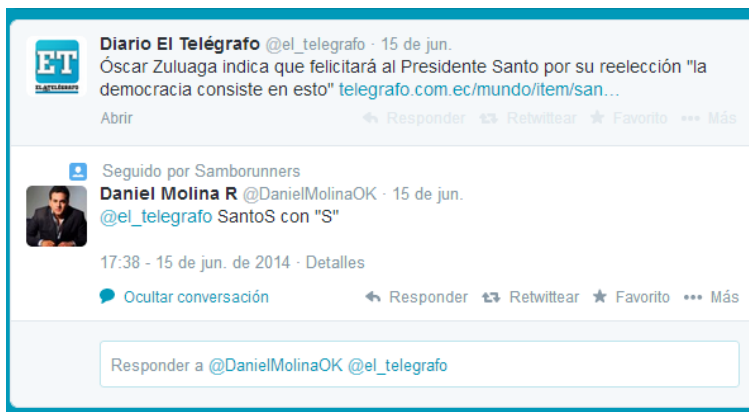 ET
EL TELÉGRAFO
Diario El Telégrafo @el_telegrafo · 15 de jun.
Óscar Zuluaga indica que felicitará al Presidente Santo por su reelección "la
democracia consiste en esto" telegrafo.com.ec/mundo/item/san…
Abrir Responder Retwittear Favorito Más
Seguido por Samborunners
Daniel Molina R @DanielMolinaOK · 15 de jun.
@el_telegrafo SantoS con "S"
17:38 - 15 de jun. de 2014 · Detalles
Ocultar conversación Responder Retwittear Favorito Más
Responder a @DanielMolinaOK @el_telegrafo